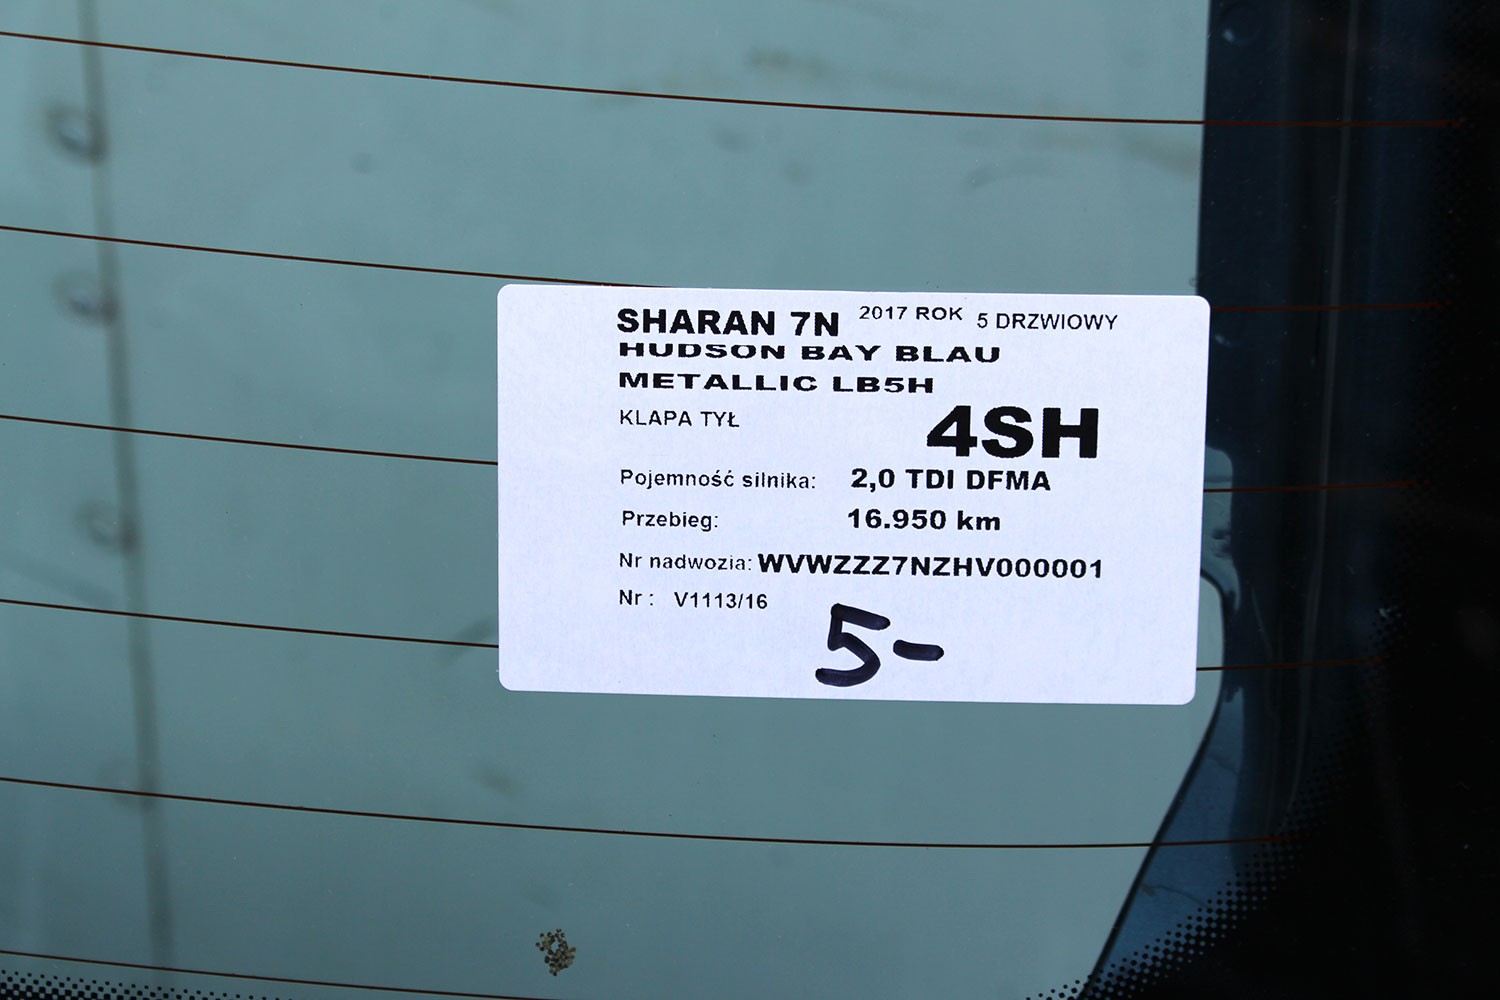 SHARAN 7N 2017 ROK 5 DRZWIOWY
HUDSON BAY BLAU
METALLIC LB5H
KLAPA TYŁ 4SH
Pojemność silnika: 2,0 TDI DFMA
Przebieg: 16.950 km
Nr nadwozia: WVWZZZ7NZHV000001
Nr : V1113/16
5-